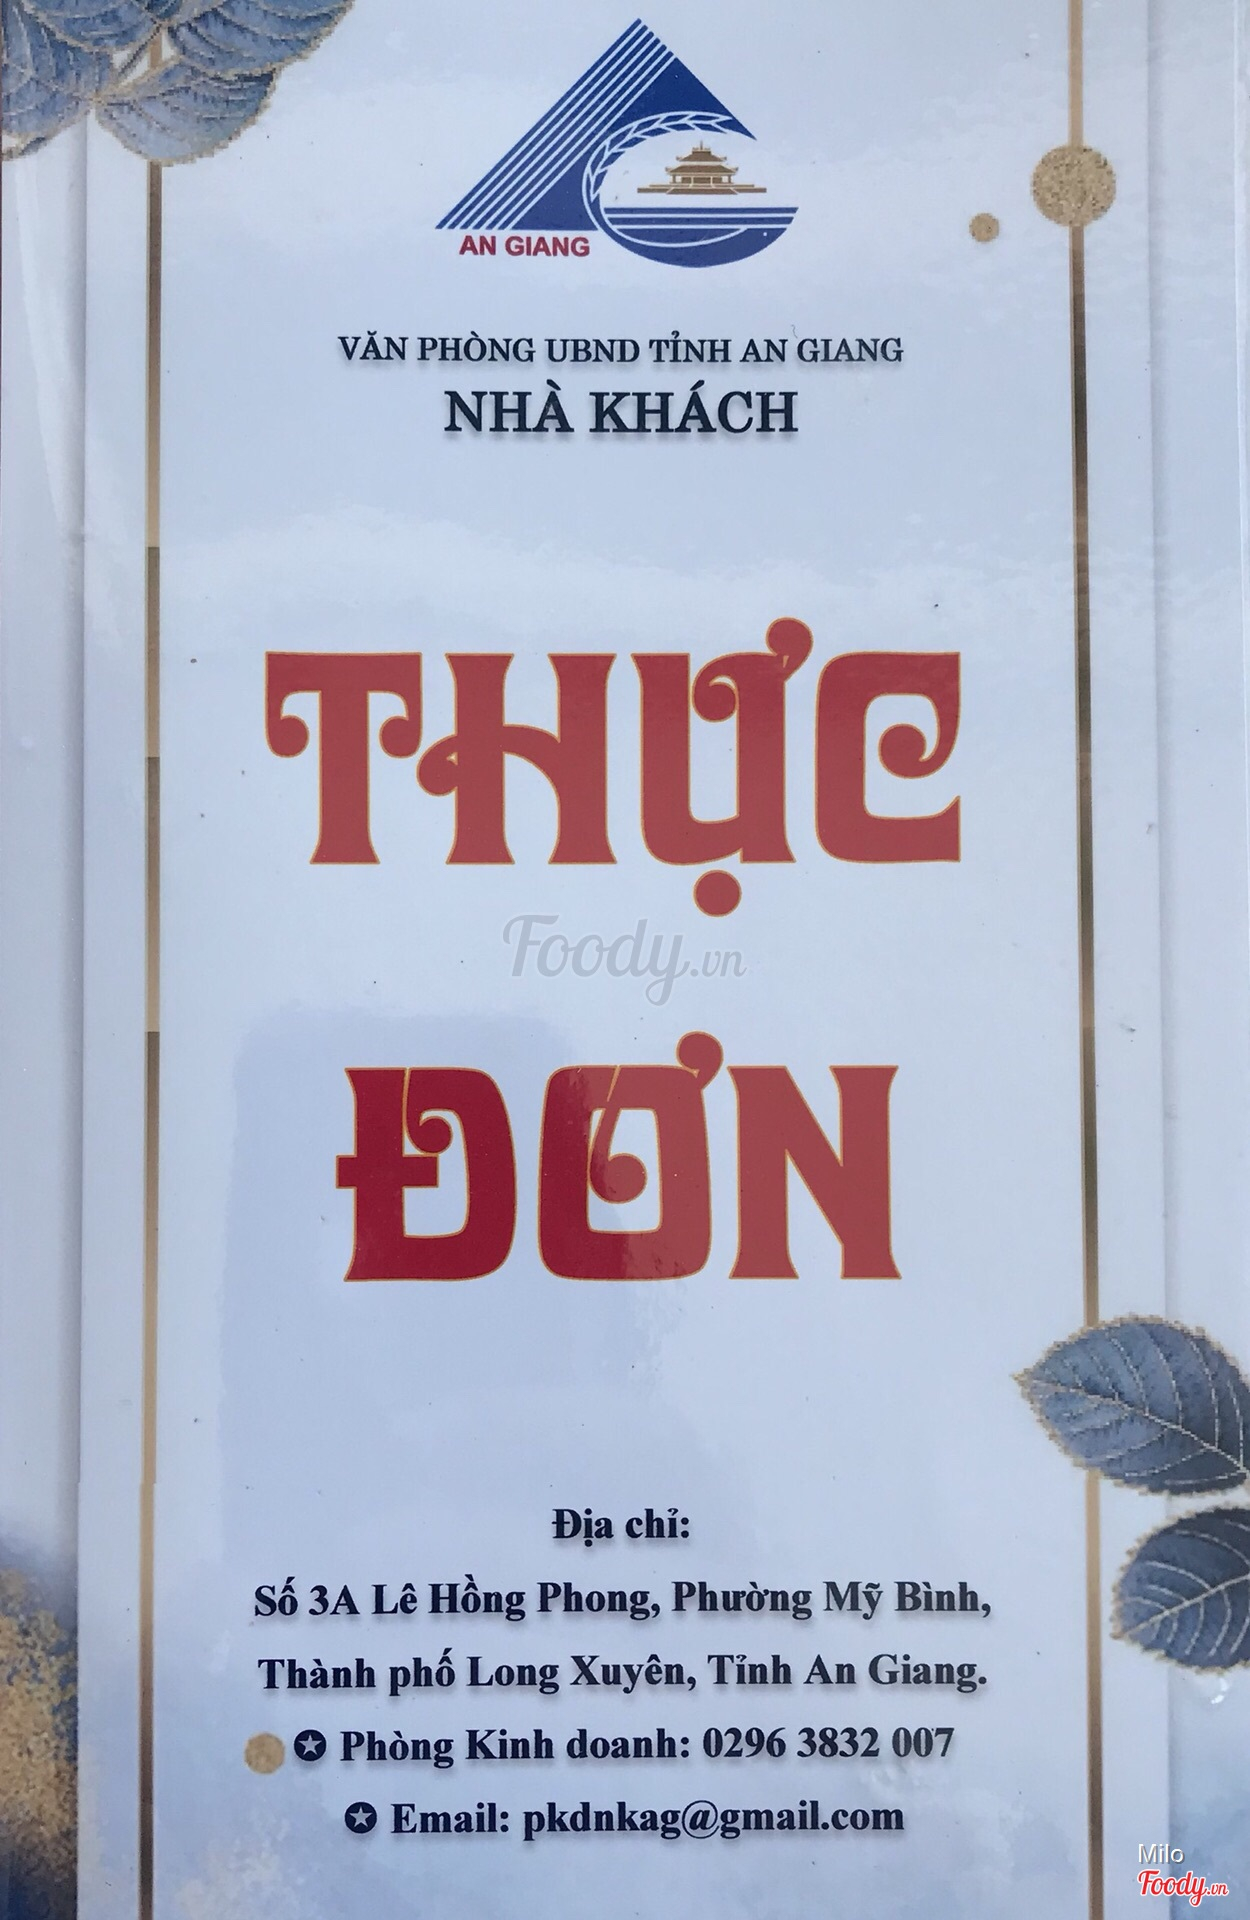 AN GIANG
VĂN PHÒNG UBND TỈNH AN GIANG
NHÀ KHÁCH
THỰC
Foody.vn
ĐƠN
Địa chỉ:
Số 3A Lê Hồng Phong, Phường Mỹ Bình,
Thành phố Long Xuyên, Tỉnh An Giang.
✪ Phòng Kinh doanh: 0296 3832 007
✪ Email: pkdnkag@gmail.com
Milo
Foody.vn